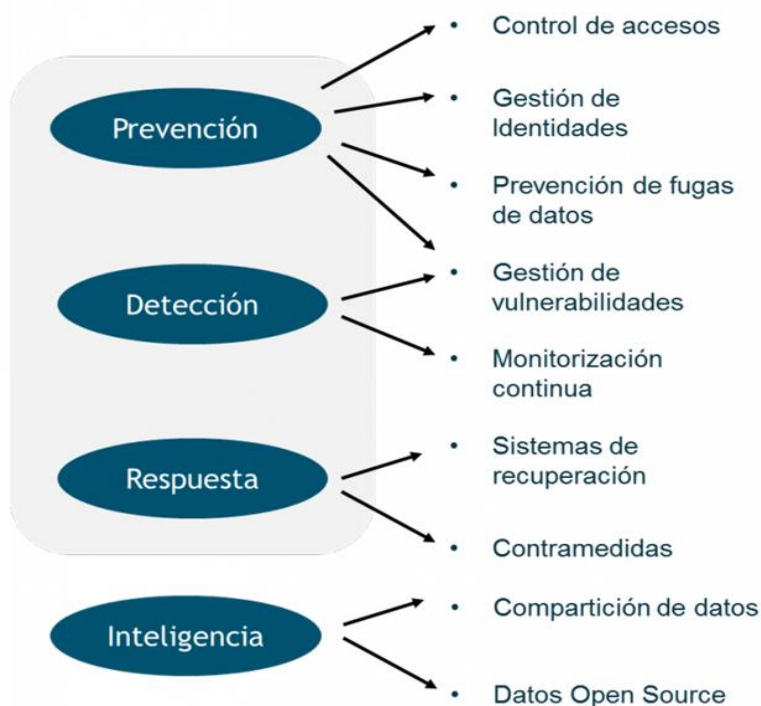 Prevención
• Control de accesos
• Gestión de
Identidades
• Prevención de fugas
de datos
Detección
• Gestión de
vulnerabilidades
• Monitorización
continua
Respuesta
• Sistemas de
recuperación
• Contramedidas
Inteligencia
• Compartición de datos
• Datos Open Source